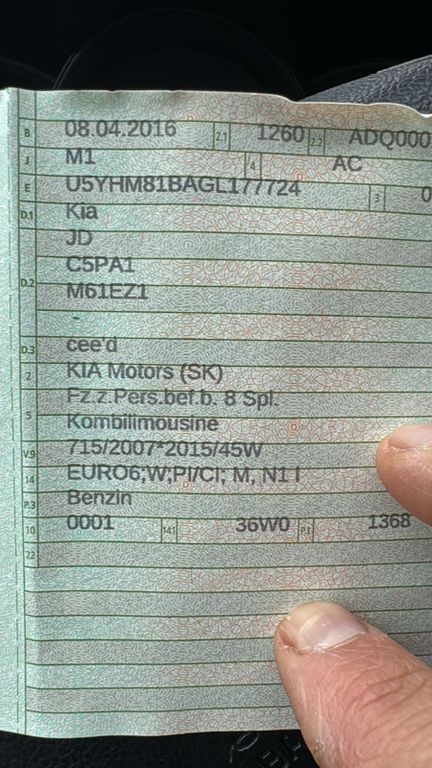 B 08.04.2016 2.1 1260 2.2 ADQ000
J M1 4 AC
E U5YHM81BAGL177724 3 0
D.1 Kia
JD
D.2 C5PA1
M61EZ1
-
D.3 cee'd
2 KIA Motors (SK)
Fz.z.Pers.bef.b. 8 Spl.
5 Kombilimousine
V.9 715/2007*2015/45W
14 EURO6;W;PI/CI; M, N1 I
P.3 Benzin
10 0001 14.1 36W0 P.1 1368
22